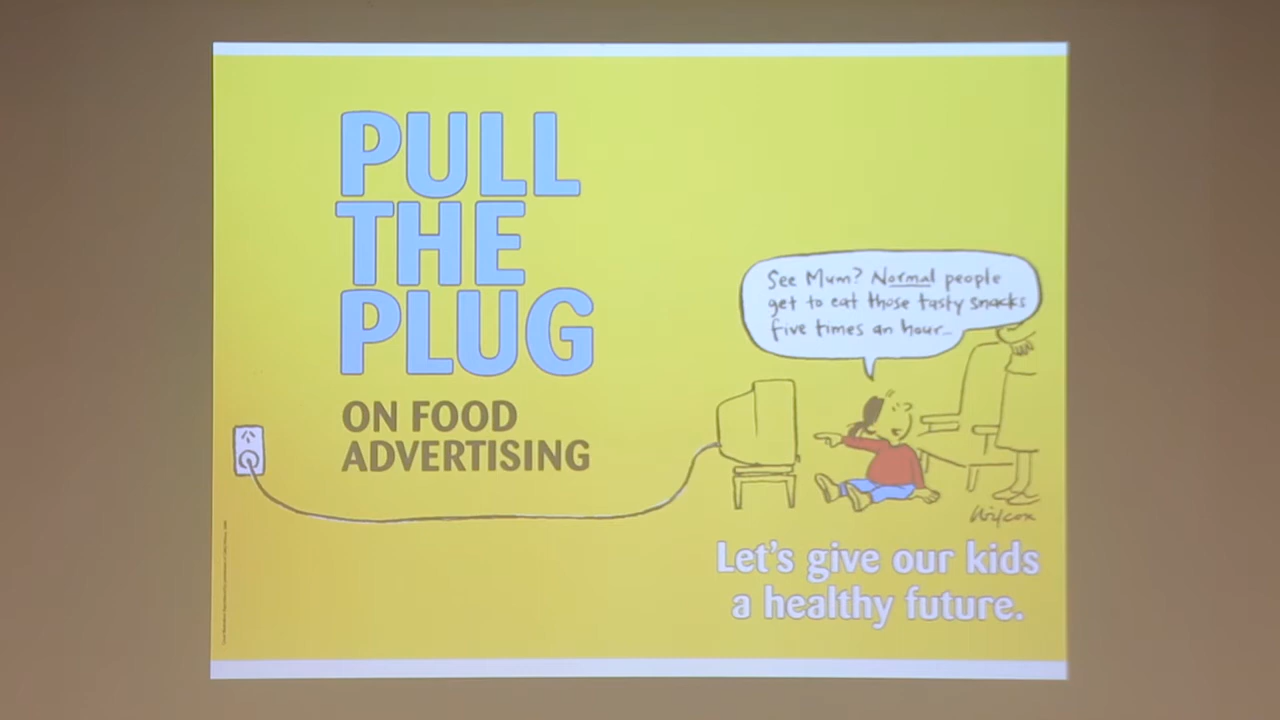 PULL
THE
PLUG
ON FOOD
ADVERTISING
See Mum? Normal people
get to eat those tasty snacks
five times an hour...
Wilcox
Let's give our kids
a healthy future.